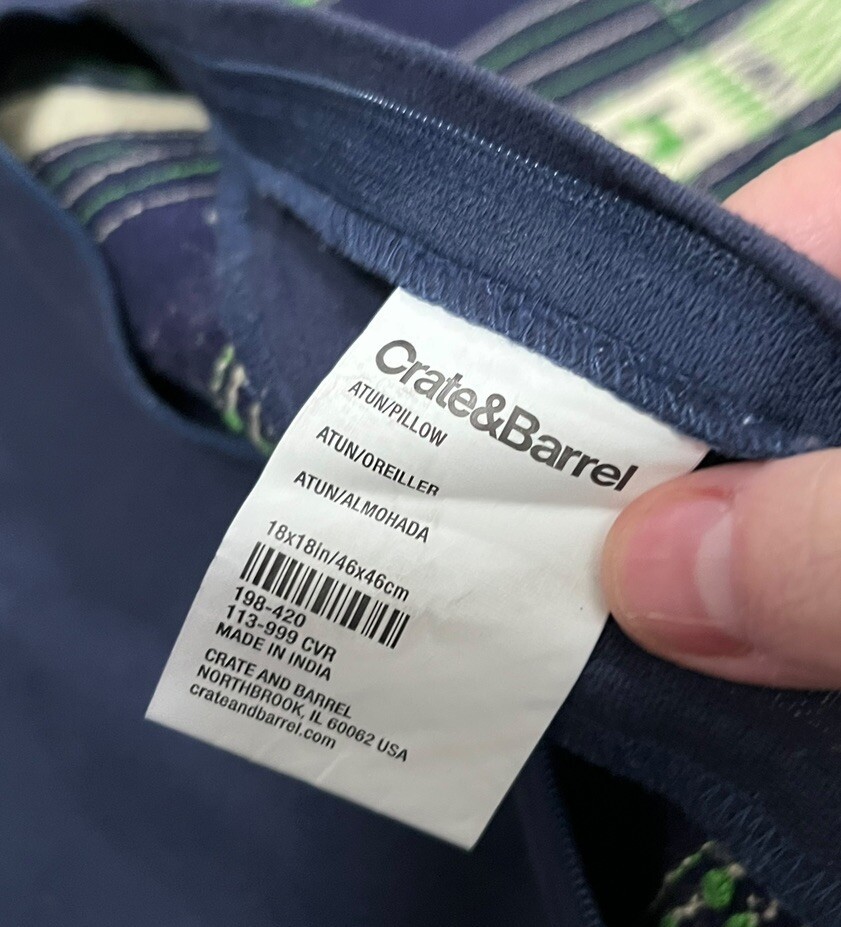 Crate&Barrel
ATUN/PILLOW
ATUN/OREILLER
ATUN/ALMOHADA
18x18in/46x46cm
198-420
113-999 CVR
MADE IN INDIA
CRATE AND BARREL
NORTHBROOK, IL 60062 USA
crateandbarrel.com